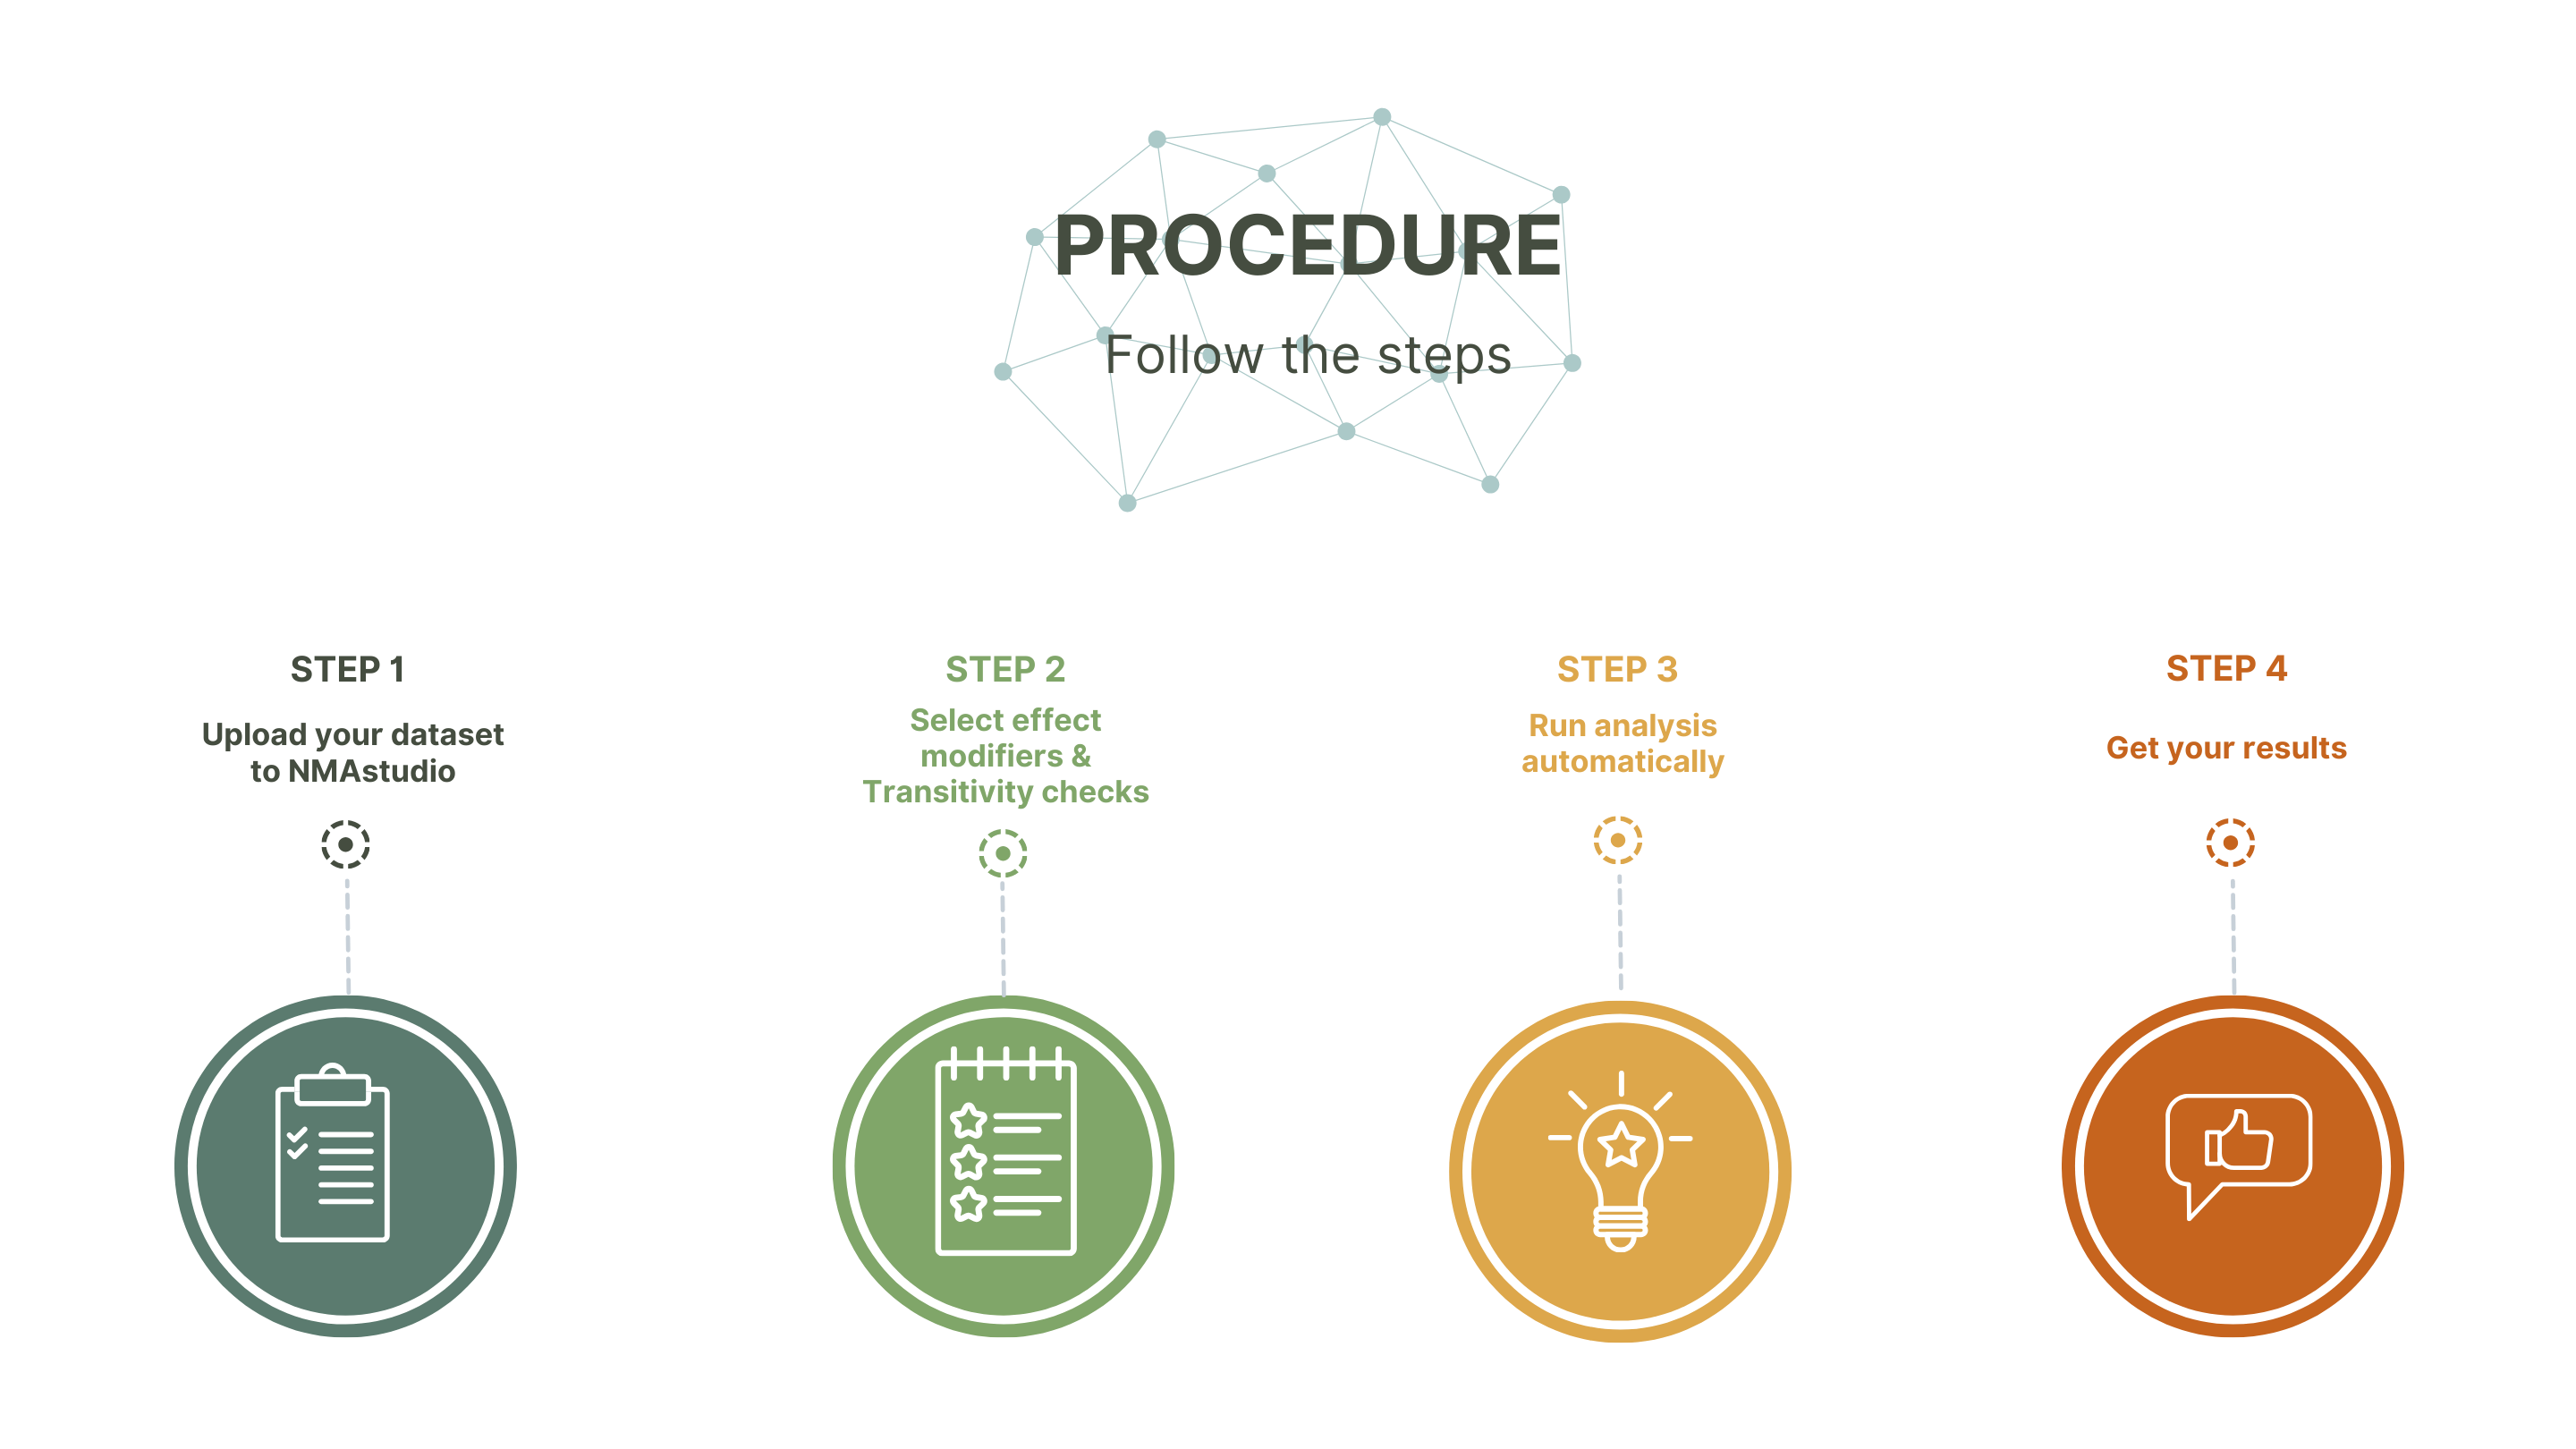 PROCEDURE
Follow the steps
STEP 1
Upload your dataset
to NMAstudio
STEP 2
Select effect
modifiers &
Transitivity checks
STEP 3
Run analysis
automatically
STEP 4
Get your results